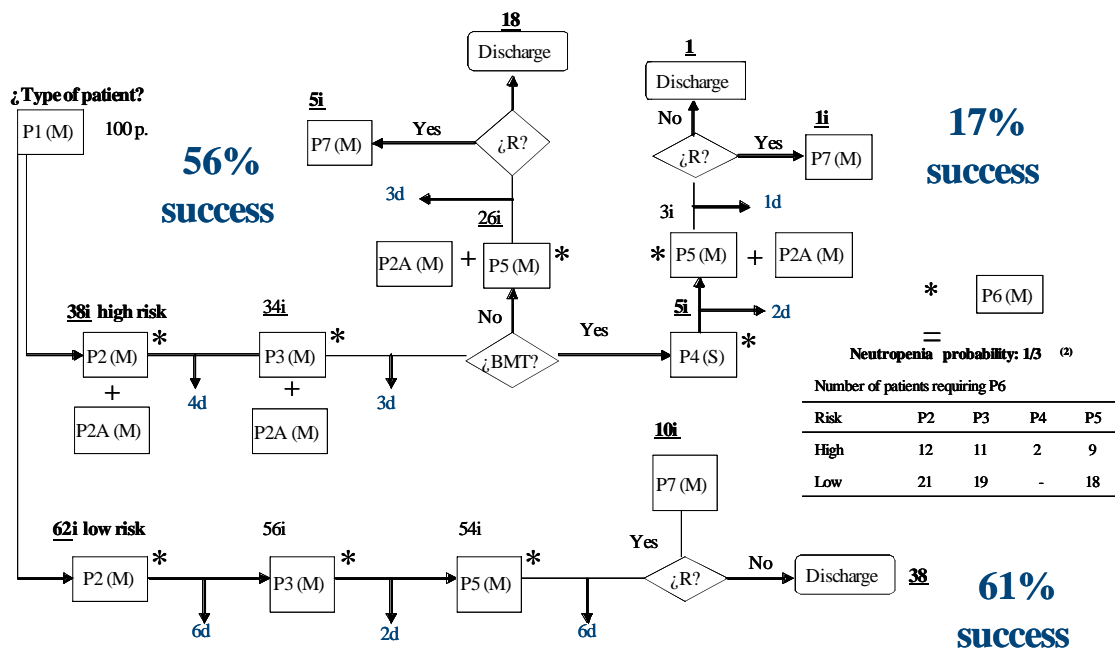 18
Discharge
1
Discharge
¿Type of patient?
P1 (M)
100 p.
56%
success
5i
P7 (M)
Yes
¿R?
No
¿R?
Yes
1i
P7 (M)
17%
success
3d
26i
P2A (M)
+
P5 (M)
*
3i
1d
*
P5 (M)
+
P2A (M)
*
P6 (M)
=
Neutropenia probability: 1/3 (2)
38i high risk
P2 (M)
*
+
P2A (M)
4d
34i
P3 (M)
*
+
P2A (M)
3d
No
¿BMT?
Yes
5i
P4 (S)
*
2d
Number of patients requiring P6
Risk P2 P3 P4 P5
High 12 11 2 9
Low 21 19 - 18
10i
P7 (M)
62i low risk
P2 (M)
*
6d
56i
P3 (M)
*
2d
54i
P5 (M)
*
6d
Yes
¿R?
No
Discharge
38
61%
success